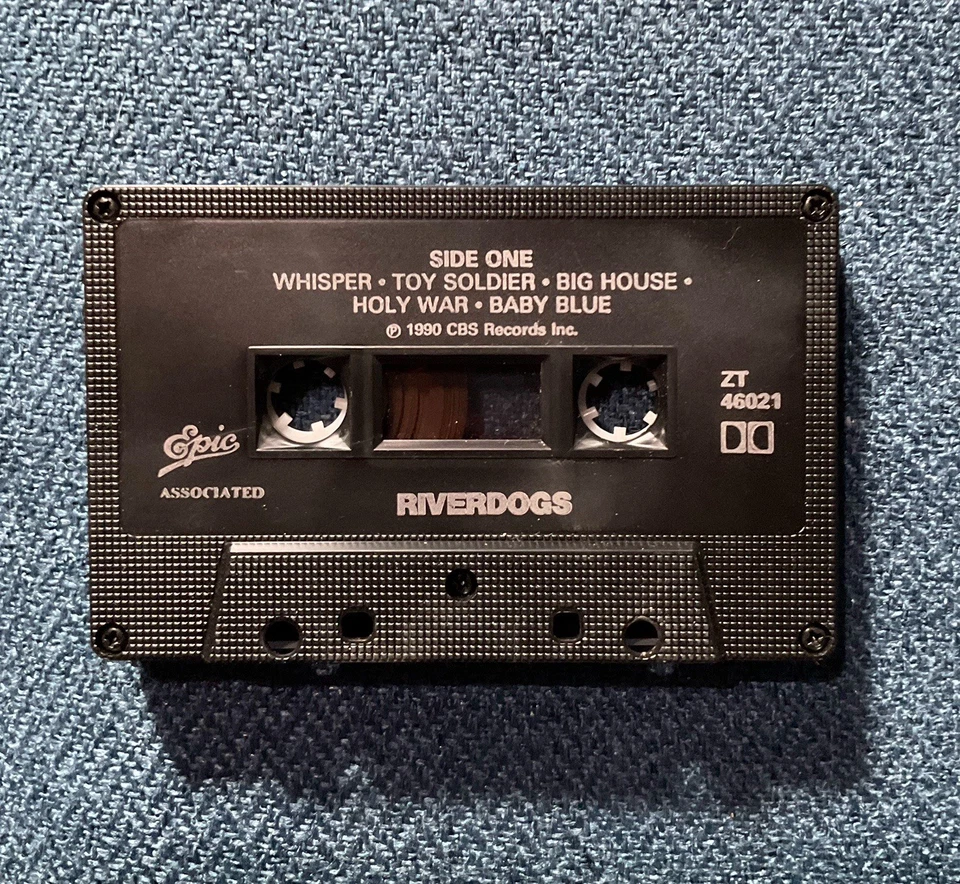 SIDE ONE
WHISPER • TOY SOLDIER • BIG HOUSE •
HOLY WAR • BABY BLUE
℗ 1990 CBS Records Inc.
ZT
46021
Epic
ASSOCIATED
RIVERDOGS